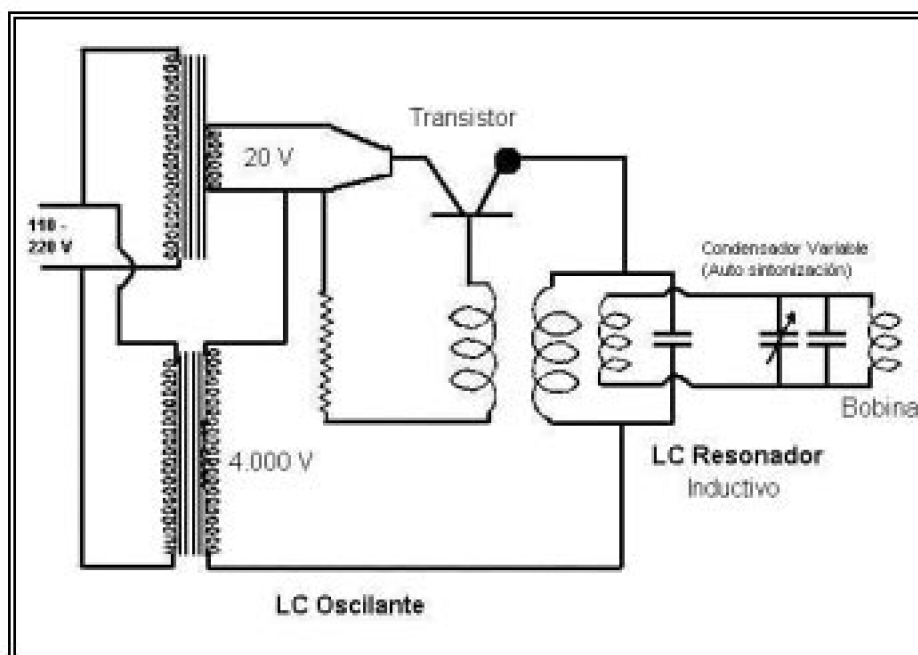 Transistor
20 V
110 -
220 V
Condensador Variable
(Auto sintonización)
Bobina
4.000 V
LC Resonador
Inductivo
LC Oscilante